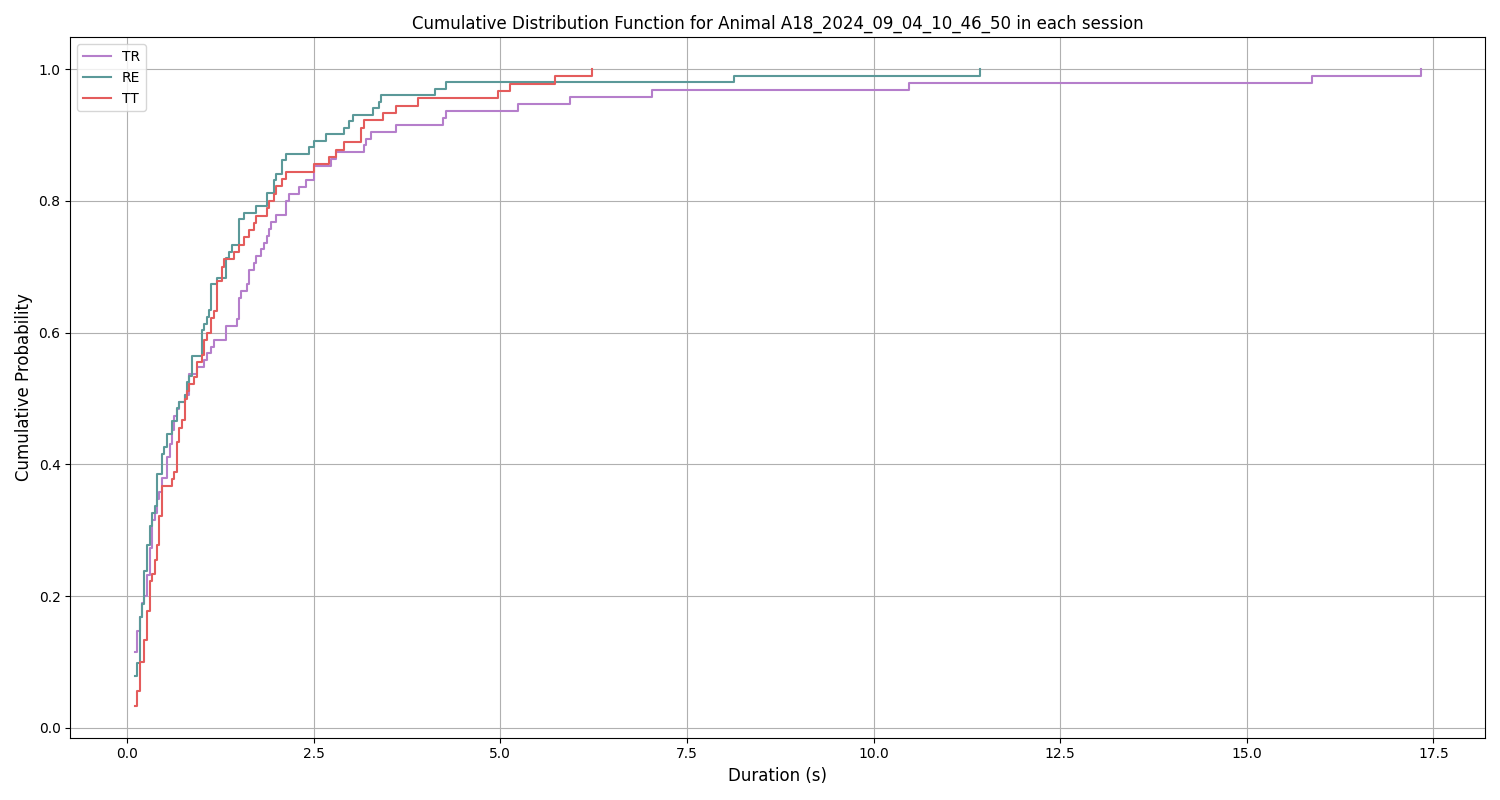 Cumulative Distribution Function for Animal A18_2024_09_04_10_46_50 in each session
TR
RE
TT
Cumulative Probability
1.0
0.8
0.6
0.4
0.2
0.0
0.0 2.5 5.0 7.5 10.0 12.5 15.0 17.5
Duration (s)